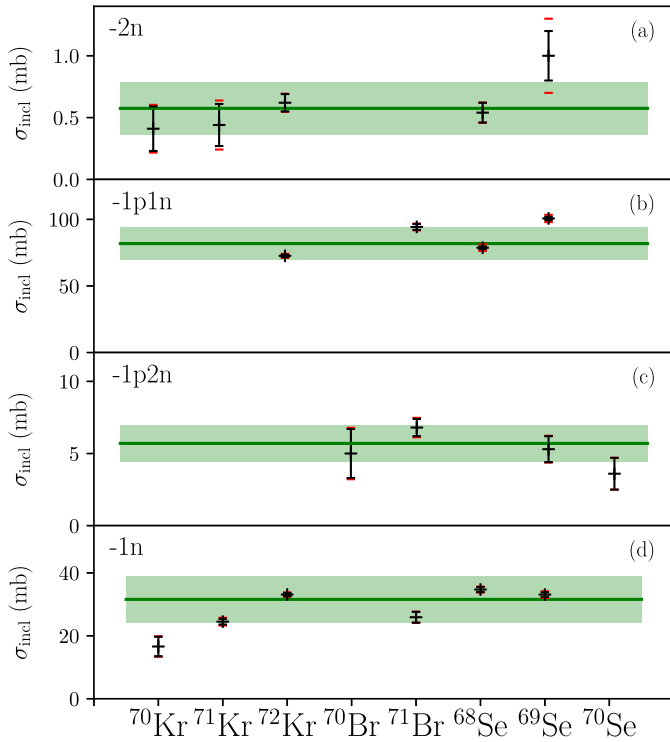 -2n
(a)
1.0
0.5
0.0
σincl (mb)
-1p1n
(b)
100
50
0
σincl (mb)
-1p2n
(c)
10
5
0
σincl (mb)
-1n
(d)
40
20
0
σincl (mb)
⁷⁰Kr ⁷¹Kr ⁷²Kr ⁷⁰Br ⁷¹Br ⁶⁸Se ⁶⁹Se ⁷⁰Se